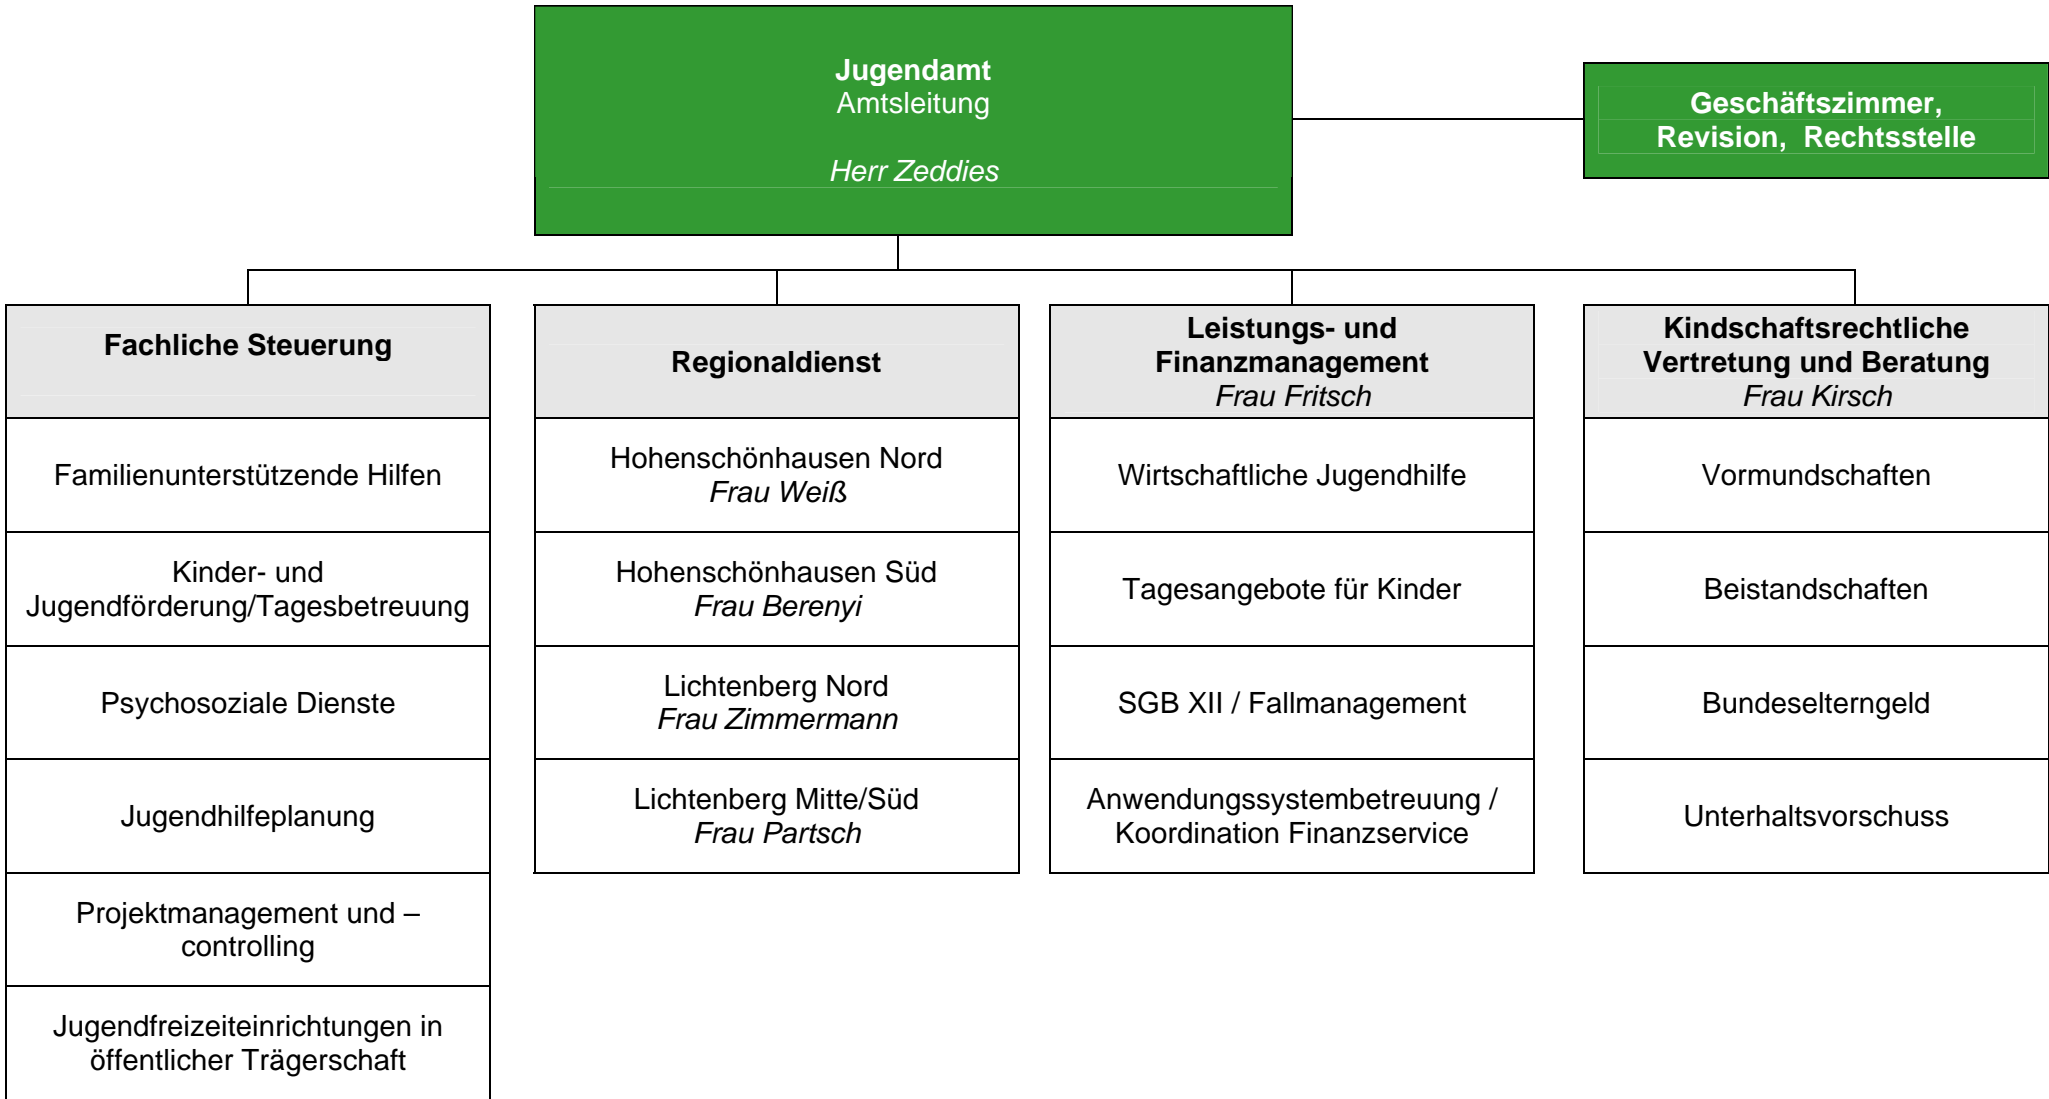 Jugendamt
Amtsleitung
Herr Zeddies
Geschäftszimmer,
Revision, Rechtsstelle
Fachliche Steuerung
Familienunterstützende Hilfen
Kinder- und
Jugendförderung/Tagesbetreuung
Psychosoziale Dienste
Jugendhilfeplanung
Projektmanagement und –
controlling
Jugendfreizeiteinrichtungen in
öffentlicher Trägerschaft
Regionaldienst
Hohenschönhausen Nord
Frau Weiß
Hohenschönhausen Süd
Frau Berenyi
Lichtenberg Nord
Frau Zimmermann
Lichtenberg Mitte/Süd
Frau Partsch
Leistungs- und
Finanzmanagement
Frau Fritsch
Wirtschaftliche Jugendhilfe
Tagesangebote für Kinder
SGB XII / Fallmanagement
Anwendungssystembetreuung /
Koordination Finanzservice
Kindschaftsrechtliche
Vertretung und Beratung
Frau Kirsch
Vormundschaften
Beistandschaften
Bundeselterngeld
Unterhaltsvorschuss